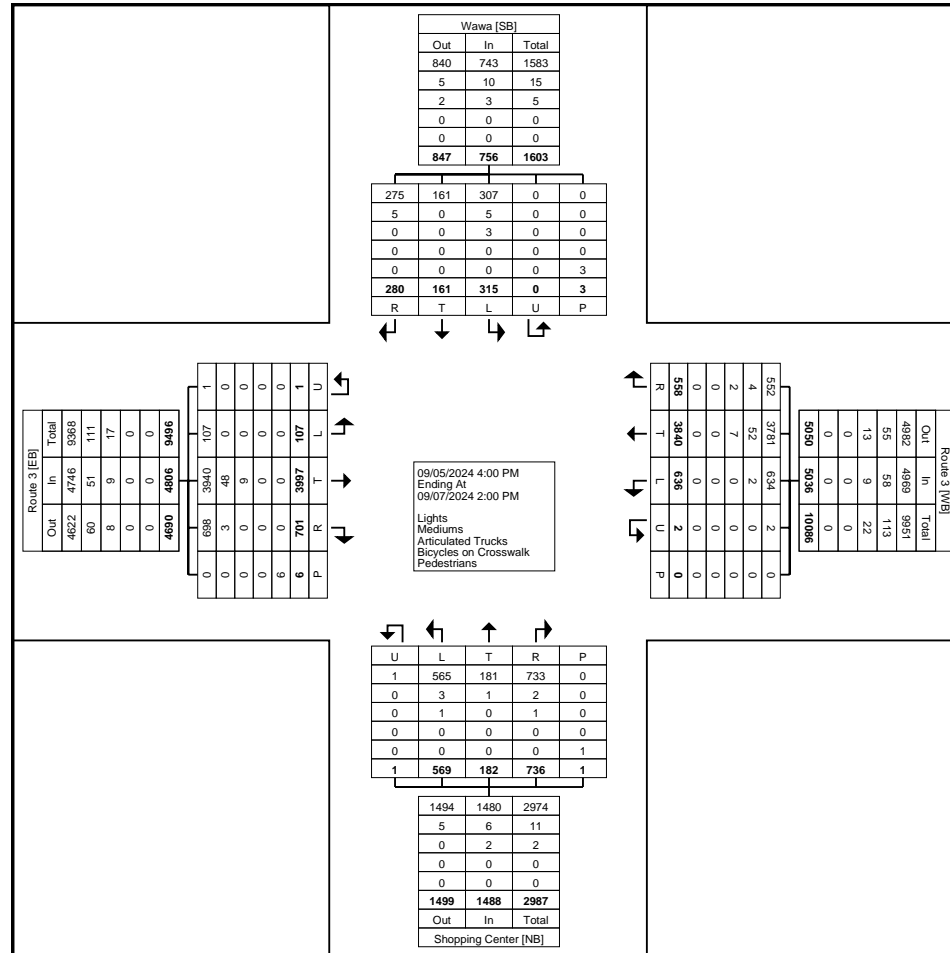 Wawa [SB]
Out In Total
840 743 1583
5 10 15
2 3 5
0 0 0
0 0 0
847 756 1603
275 161 307 0 0
5 0 5 0 0
0 0 3 0 0
0 0 0 0 0
0 0 0 0 3
280 161 315 0 3
R T L U P
Route 3 [EB]
Total In Out
9368 4746 4622
111 51 60
17 9 8
0 0 0
0 0 0
9496 4806 4690
1 107 3940 698 0
0 0 48 3 0
0 0 9 0 0
0 0 0 0 0
0 0 0 0 6
1 107 3997 701 6
U L T R P
09/05/2024 4:00 PM
Ending At
09/07/2024 2:00 PM
Lights
Mediums
Articulated Trucks
Bicycles on Crosswalk
Pedestrians
R T L U P
558 3840 636 2 0
0 0 0 0 0
0 0 0 0 0
2 7 0 0 0
4 52 2 0 0
552 3781 634 2 0
5050 5036 10086
0 0 0
0 0 0
13 9 22
55 58 113
4982 4969 9951
Out In Total
Route 3 [WB]
U L T R P
1 565 181 733 0
0 3 1 2 0
0 1 0 1 0
0 0 0 0 0
0 0 0 0 1
1 569 182 736 1
1494 1480 2974
5 6 11
0 2 2
0 0 0
0 0 0
1499 1488 2987
Out In Total
Shopping Center [NB]